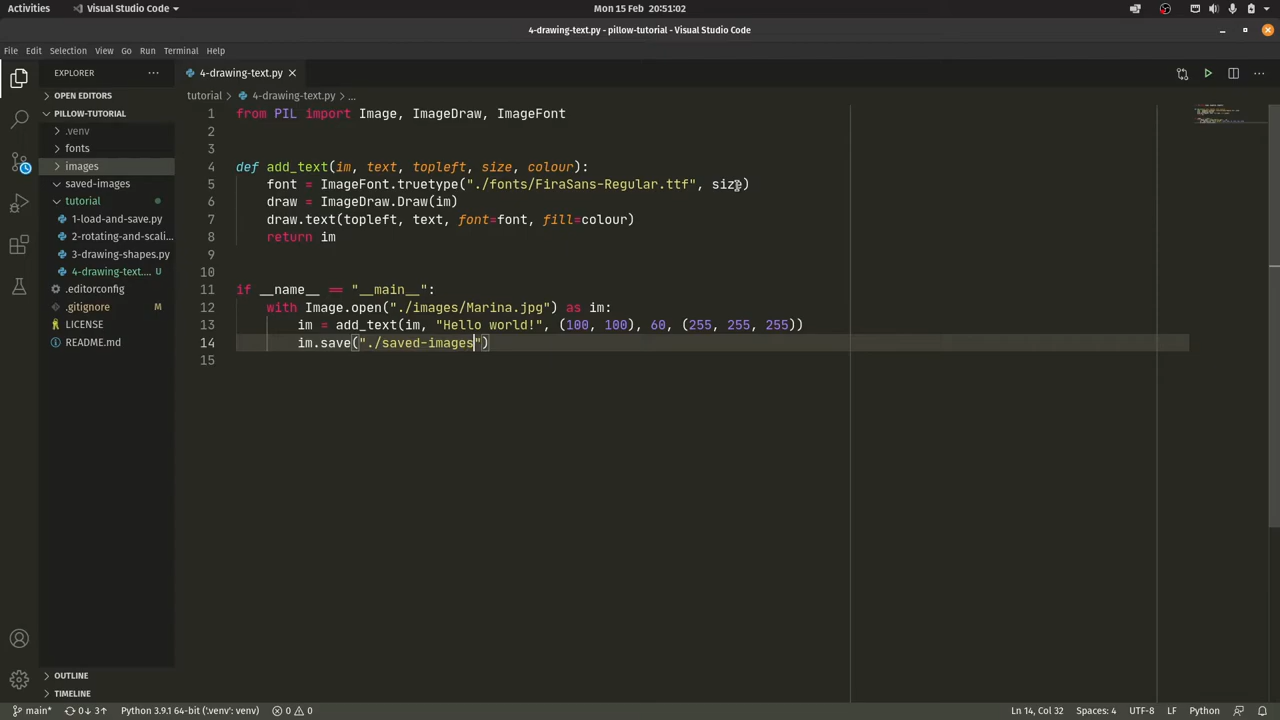 Activities
Visual Studio Code
Mon 15 Feb 20:51:02
4-drawing-text.py - pillow-tutorial - Visual Studio Code
File Edit Selection View Go Run Terminal Help
EXPLORER
OPEN EDITORS
PILLOW-TUTORIAL
.venv
fonts
images
saved-images
tutorial
1-load-and-save.py
2-rotating-and-scali...
3-drawing-shapes.py
4-drawing-text.... U
.editorconfig
.gitignore M
LICENSE
README.md
OUTLINE
TIMELINE
4-drawing-text.py
tutorial > 4-drawing-text.py > ...
1 from PIL import Image, ImageDraw, ImageFont
2
3
4 def add_text(im, text, topleft, size, colour):
5 font = ImageFont.truetype("./fonts/FiraSans-Regular.ttf", size)
6 draw = ImageDraw.Draw(im)
7 draw.text(topleft, text, font=font, fill=colour)
8 return im
9
10
11 if __name__ == "__main__":
12 with Image.open("./images/Marina.jpg") as im:
13 im = add_text(im, "Hello world!", (100, 100), 60, (255, 255, 255))
14 im.save("./saved-images")
15
main* 0↓ 3↑ Python 3.9.1 64-bit ('.venv': venv) 0 0 Ln 14, Col 32 Spaces: 4 UTF-8 LF Python